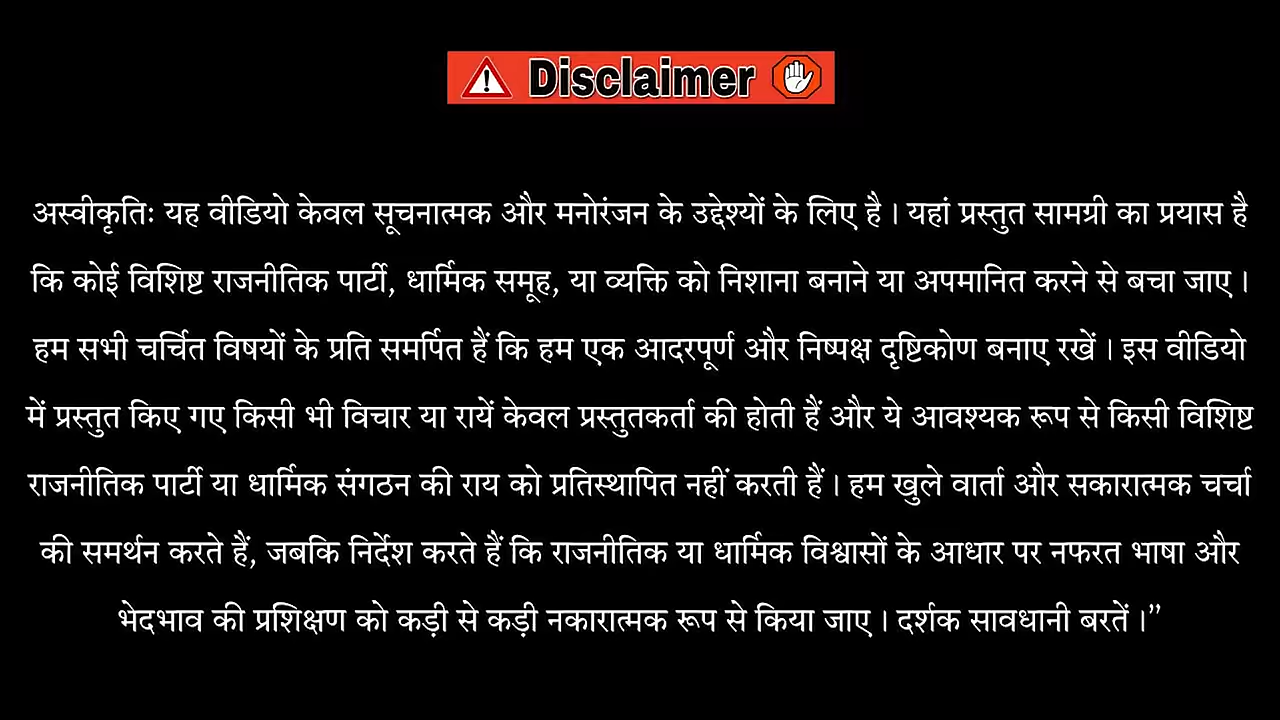 Disclaimer
अस्वीकृतिः यह वीडियो केवल सूचनात्मक और मनोरंजन के उद्देश्यों के लिए है। यहां प्रस्तुत सामग्री का प्रयास है
कि कोई विशिष्ट राजनीतिक पार्टी, धार्मिक समूह, या व्यक्ति को निशाना बनाने या अपमानित करने से बचा जाए।
हम सभी चर्चित विषयों के प्रति समर्पित हैं कि हम एक आदरपूर्ण और निष्पक्ष दृष्टिकोण बनाए रखें। इस वीडियो
में प्रस्तुत किए गए किसी भी विचार या रायें केवल प्रस्तुतकर्ता की होती हैं और ये आवश्यक रूप से किसी विशिष्ट
राजनीतिक पार्टी या धार्मिक संगठन की राय को प्रतिस्थापित नहीं करती हैं। हम खुले वार्ता और सकारात्मक चर्चा
की समर्थन करते हैं, जबकि निर्देश करते हैं कि राजनीतिक या धार्मिक विश्वासों के आधार पर नफरत भाषा और
भेदभाव की प्रशिक्षण को कड़ी से कड़ी नकारात्मक रूप से किया जाए। दर्शक सावधानी बरतें।”